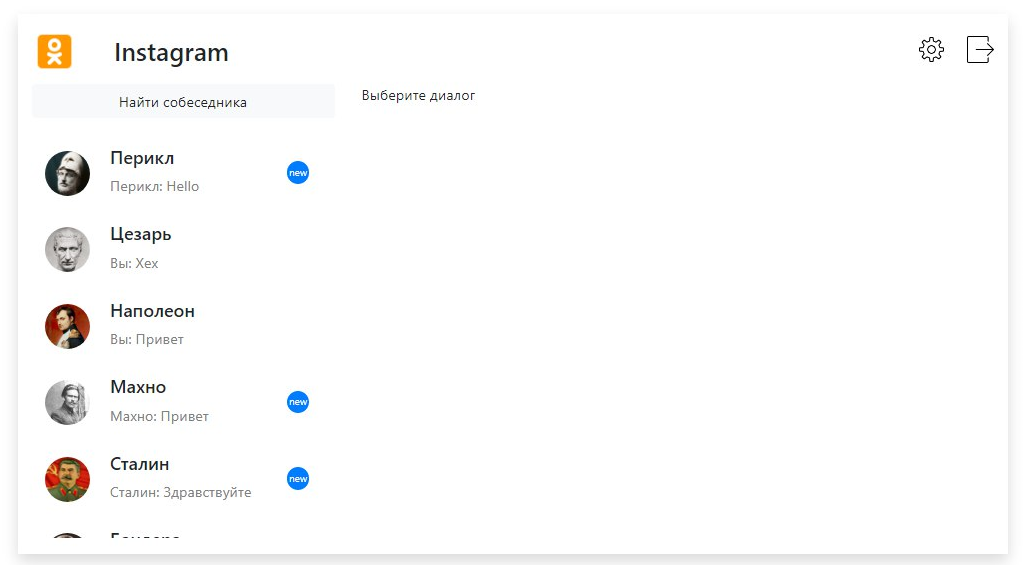 Instagram
Найти собеседника
Выберите диалог
Перикл
Перикл: Hello
new
Цезарь
Вы: Хех
Наполеон
Вы: Привет
Махно
Махно: Привет
new
Сталин
Сталин: Здравствуйте
new